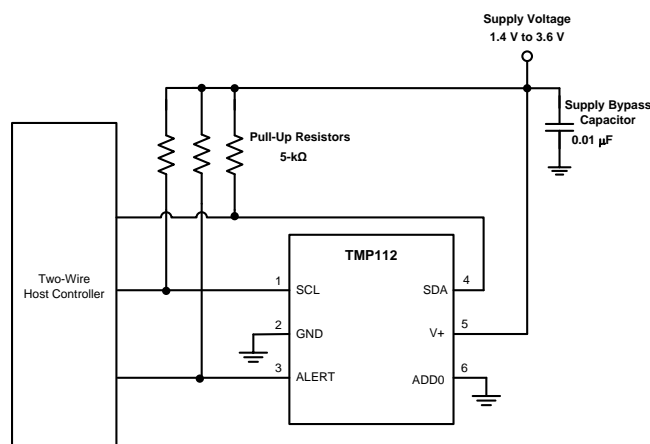 Supply Voltage
1.4 V to 3.6 V
Supply Bypass
Capacitor
0.01 µF
Pull-Up Resistors
5-kΩ
Two-Wire
Host Controller
TMP112
1
SCL
SDA
4
2
GND
V+
5
3
ALERT
ADD0
6